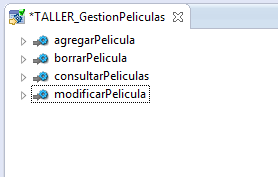 *TALLER_GestionPeliculas
agregarPelicula
borrarPelicula
consultarPeliculas
modificarPelicula